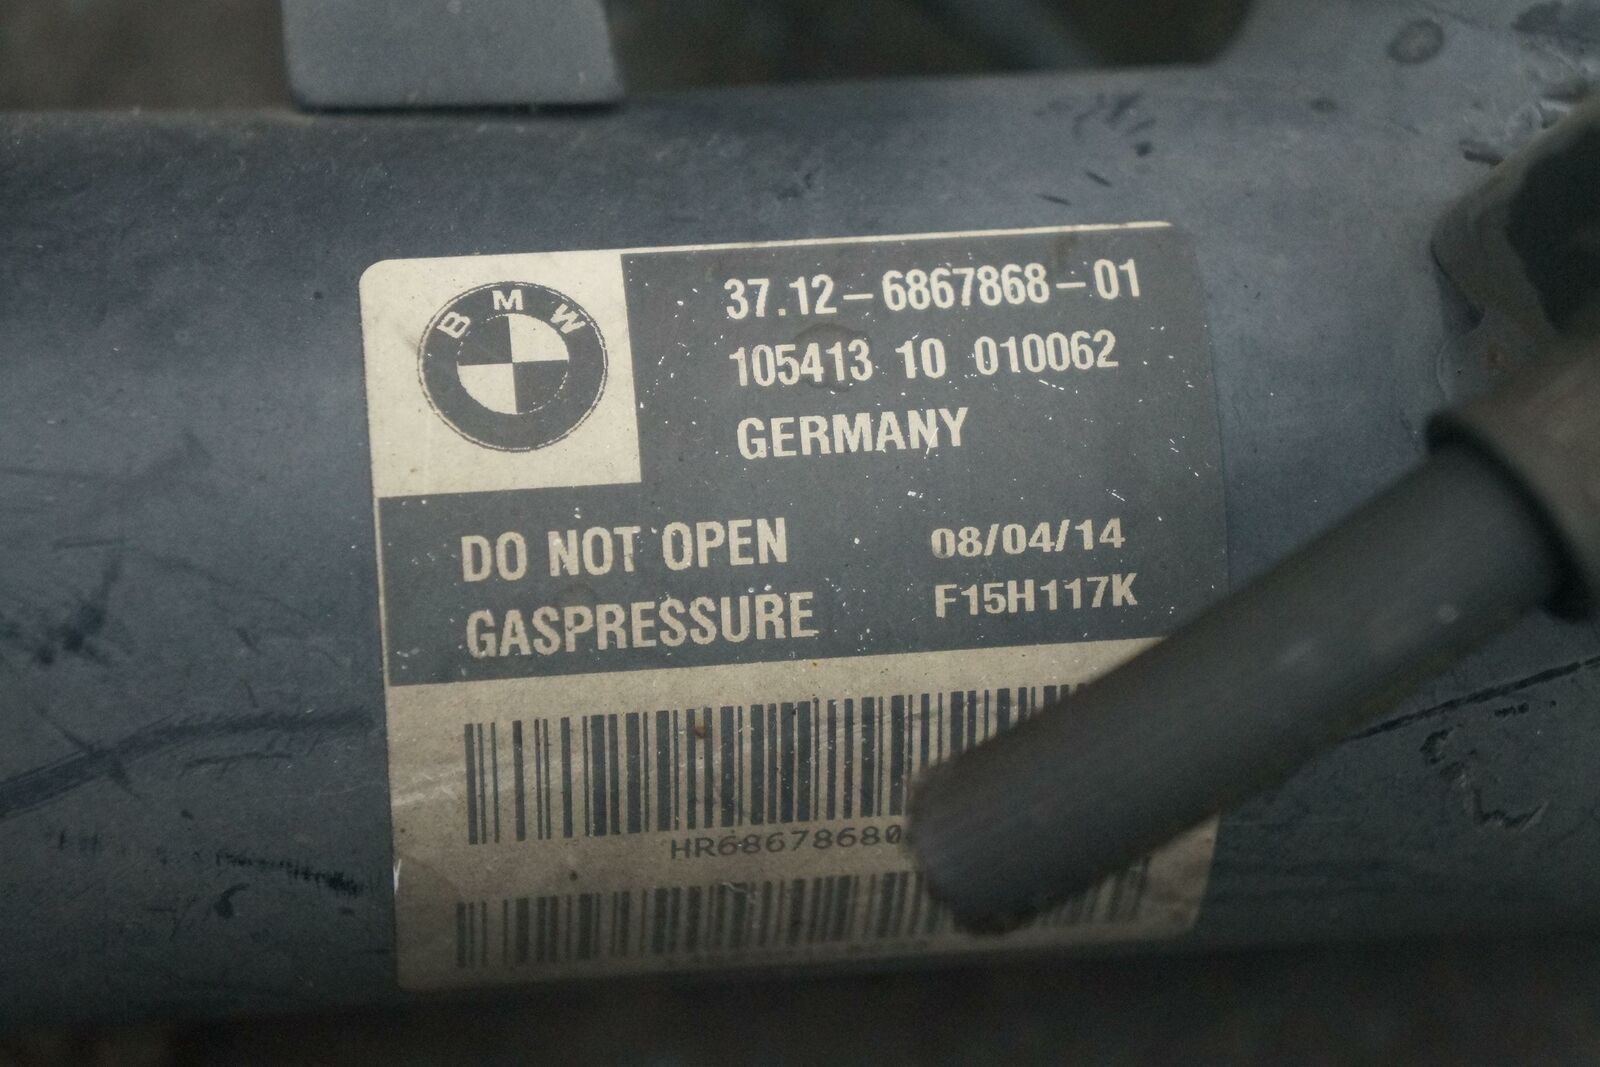 BMW
37.12-6867868-01
105413 10 010062
GERMANY
DO NOT OPEN 08/04/14
GASPRESSURE F15H117K
HR68678680